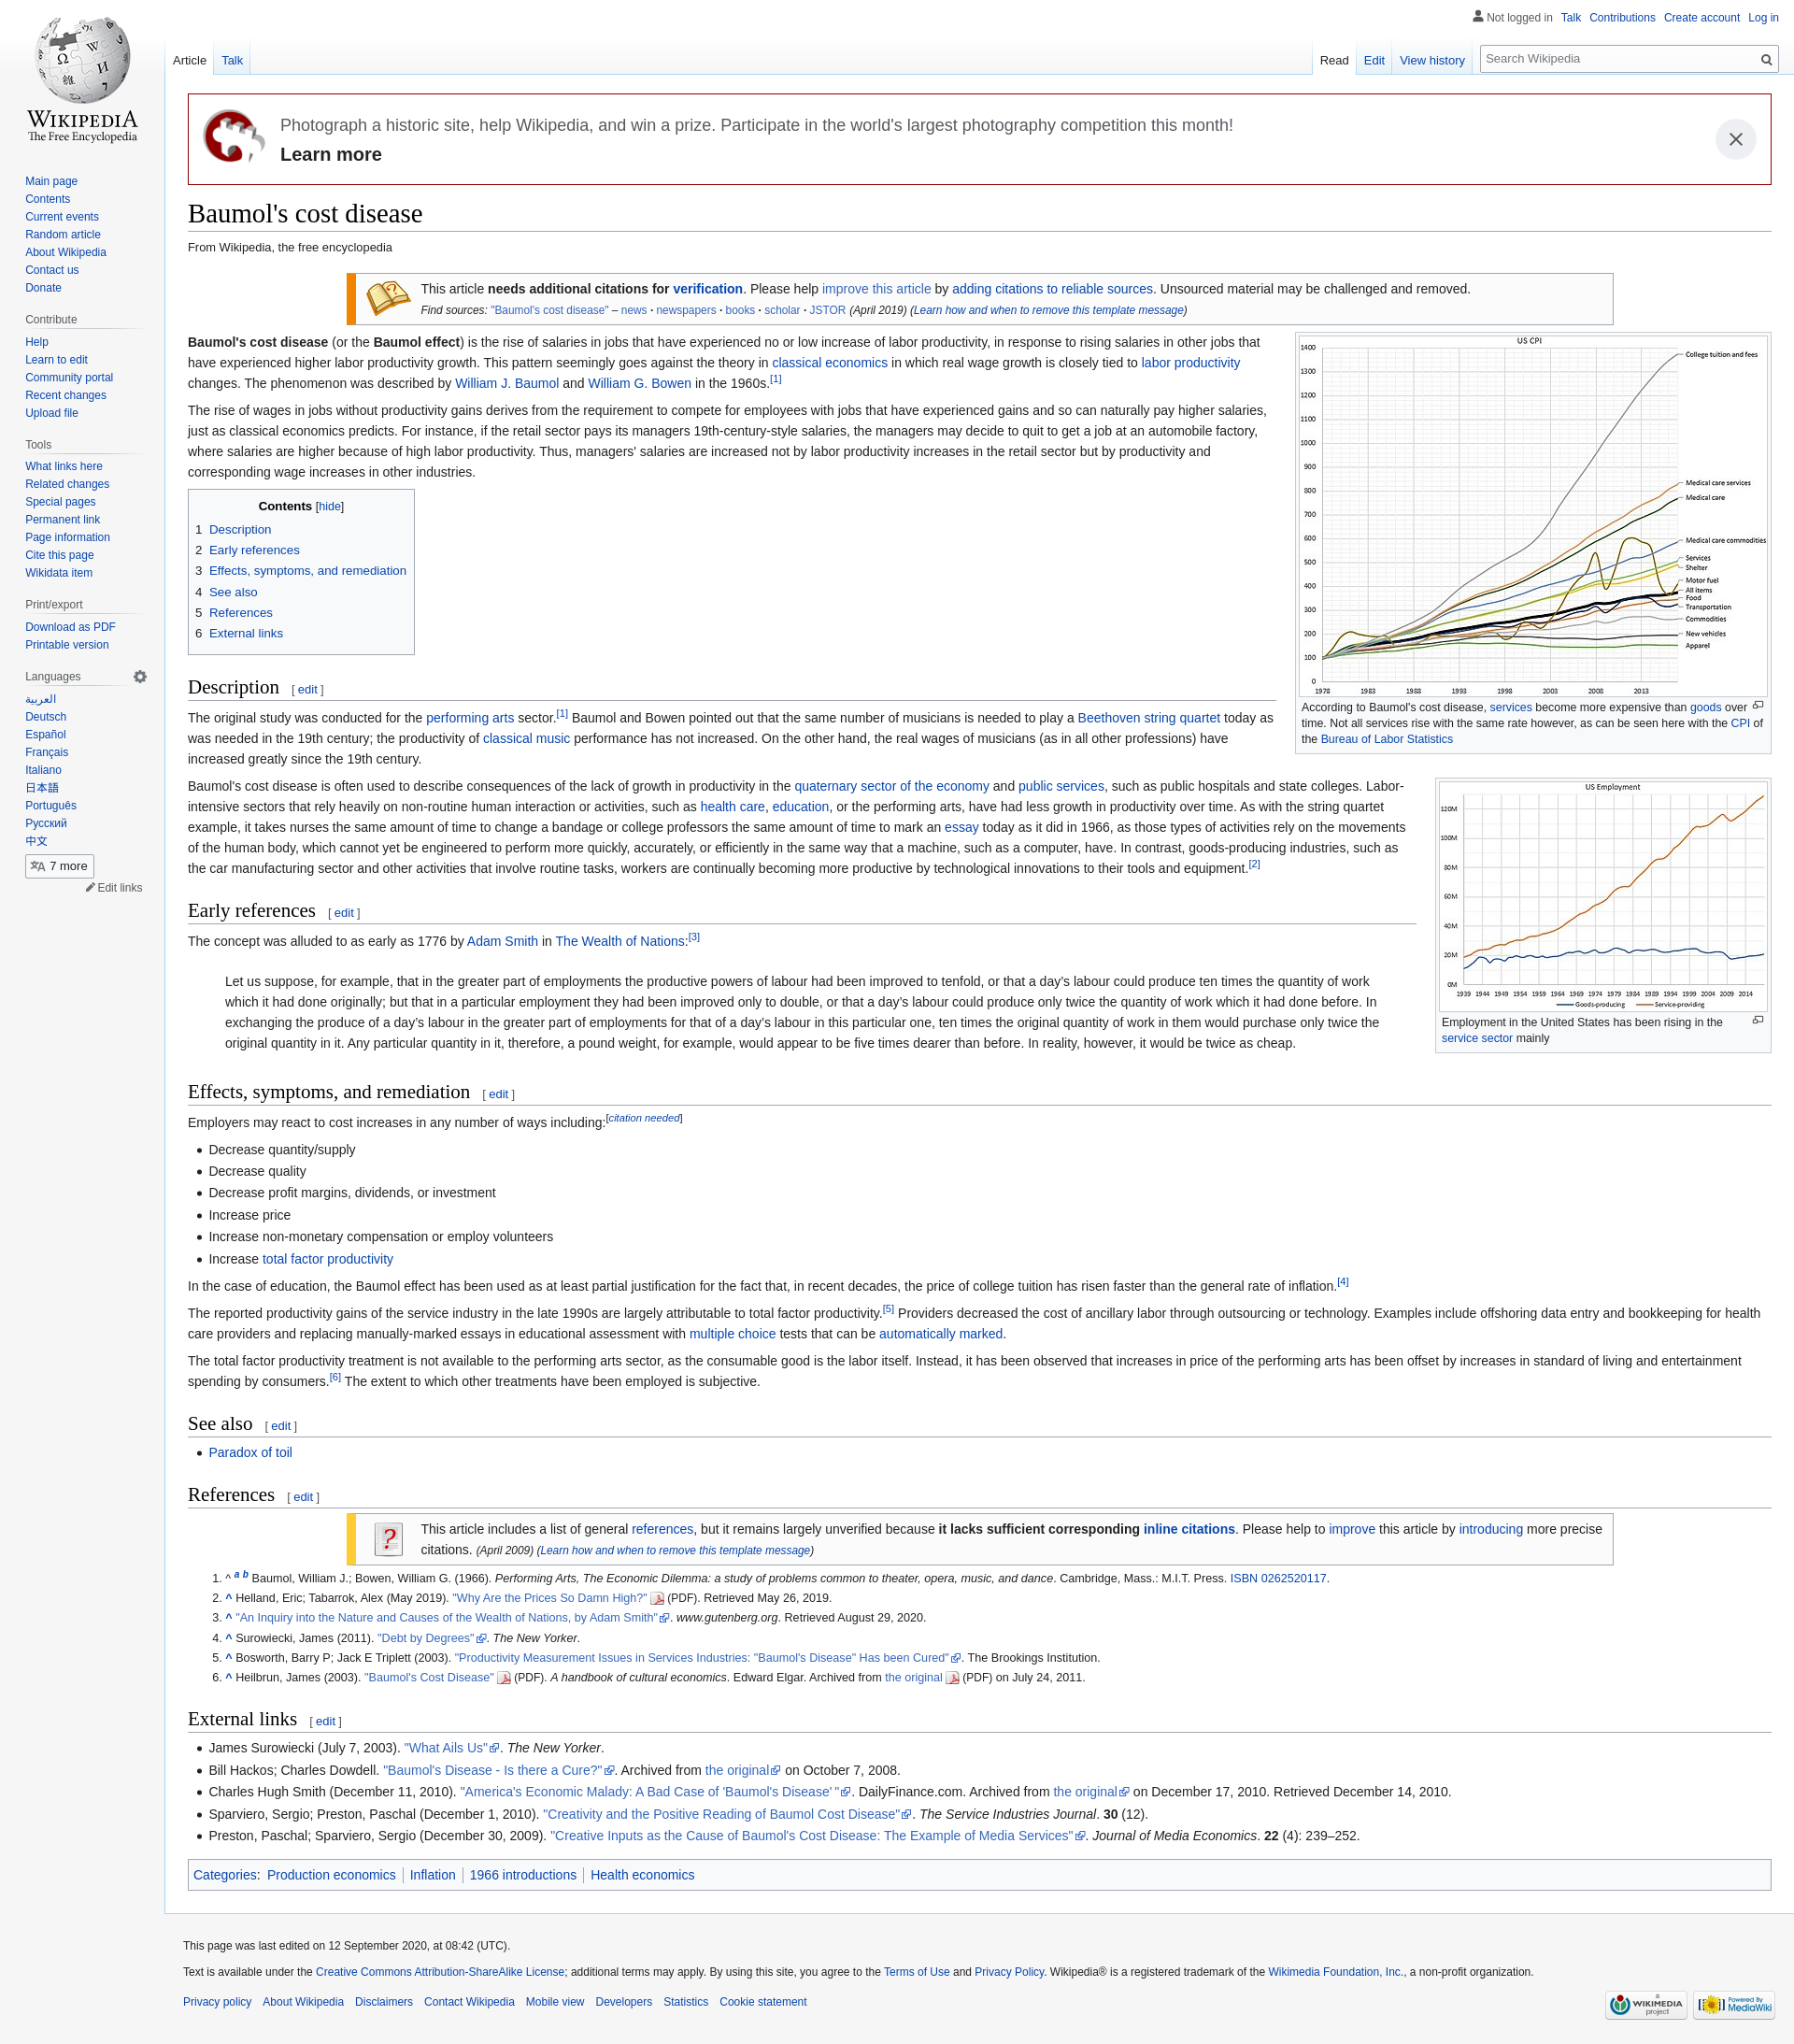 Not logged in Talk Contributions Create account Log in
Article Talk
Read Edit View history Search Wikipedia
WIKIPEDIA
The Free Encyclopedia
Main page
Contents
Current events
Random article
About Wikipedia
Contact us
Donate
Contribute
Help
Learn to edit
Community portal
Recent changes
Upload file
Tools
What links here
Related changes
Special pages
Permanent link
Page information
Cite this page
Wikidata item
Print/export
Download as PDF
Printable version
Languages
العربية
Deutsch
Español
Français
Italiano
日本語
Português
Русский
中文
7 more
Edit links
Photograph a historic site, help Wikipedia, and win a prize. Participate in the world's largest photography competition this month!
Learn more
Baumol's cost disease
From Wikipedia, the free encyclopedia
This article needs additional citations for verification. Please help improve this article by adding citations to reliable sources. Unsourced material may be challenged and removed.
Find sources: "Baumol's cost disease" – news · newspapers · books · scholar · JSTOR (April 2019) (Learn how and when to remove this template message)
Baumol's cost disease (or the Baumol effect) is the rise of salaries in jobs that have experienced no or low increase of labor productivity, in response to rising salaries in other jobs that
have experienced higher labor productivity growth. This pattern seemingly goes against the theory in classical economics in which real wage growth is closely tied to labor productivity
changes. The phenomenon was described by William J. Baumol and William G. Bowen in the 1960s.[1]
The rise of wages in jobs without productivity gains derives from the requirement to compete for employees with jobs that have experienced gains and so can naturally pay higher salaries,
just as classical economics predicts. For instance, if the retail sector pays its managers 19th-century-style salaries, the managers may decide to quit to get a job at an automobile factory,
where salaries are higher because of high labor productivity. Thus, managers' salaries are increased not by labor productivity increases in the retail sector but by productivity and
corresponding wage increases in other industries.
Contents [hide]
1 Description
2 Early references
3 Effects, symptoms, and remediation
4 See also
5 References
6 External links
US CPI
1400
1300
1200
1100
1000
900
800
700
600
500
400
300
200
100
0
1978 1983 1988 1993 1998 2003 2008 2013
College tuition and fees
Medical care services
Medical care
Medical care commodities
Services
Shelter
Motor fuel
All items
Food
Transportation
Commodities
New vehicles
Apparel
According to Baumol's cost disease, services become more expensive than goods over
time. Not all services rise with the same rate however, as can be seen here with the CPI of
the Bureau of Labor Statistics
Description [ edit ]
The original study was conducted for the performing arts sector.[1] Baumol and Bowen pointed out that the same number of musicians is needed to play a Beethoven string quartet today as
was needed in the 19th century; the productivity of classical music performance has not increased. On the other hand, the real wages of musicians (as in all other professions) have
increased greatly since the 19th century.
Baumol's cost disease is often used to describe consequences of the lack of growth in productivity in the quaternary sector of the economy and public services, such as public hospitals and state colleges. Labor-
intensive sectors that rely heavily on non-routine human interaction or activities, such as health care, education, or the performing arts, have had less growth in productivity over time. As with the string quartet
example, it takes nurses the same amount of time to change a bandage or college professors the same amount of time to mark an essay today as it did in 1966, as those types of activities rely on the movements
of the human body, which cannot yet be engineered to perform more quickly, accurately, or efficiently in the same way that a machine, such as a computer, have. In contrast, goods-producing industries, such as
the car manufacturing sector and other activities that involve routine tasks, workers are continually becoming more productive by technological innovations to their tools and equipment.[2]
US Employment
120M
100M
80M
60M
40M
20M
0M
1939 1944 1949 1954 1959 1964 1969 1974 1979 1984 1989 1994 1999 2004 2009 2014
Goods-producing Service-providing
Employment in the United States has been rising in the
service sector mainly
Early references [ edit ]
The concept was alluded to as early as 1776 by Adam Smith in The Wealth of Nations:[3]
Let us suppose, for example, that in the greater part of employments the productive powers of labour had been improved to tenfold, or that a day's labour could produce ten times the quantity of work
which it had done originally; but that in a particular employment they had been improved only to double, or that a day's labour could produce only twice the quantity of work which it had done before. In
exchanging the produce of a day's labour in the greater part of employments for that of a day's labour in this particular one, ten times the original quantity of work in them would purchase only twice the
original quantity in it. Any particular quantity in it, therefore, a pound weight, for example, would appear to be five times dearer than before. In reality, however, it would be twice as cheap.
Effects, symptoms, and remediation [ edit ]
Employers may react to cost increases in any number of ways including:[citation needed]
• Decrease quantity/supply
• Decrease quality
• Decrease profit margins, dividends, or investment
• Increase price
• Increase non-monetary compensation or employ volunteers
• Increase total factor productivity
In the case of education, the Baumol effect has been used as at least partial justification for the fact that, in recent decades, the price of college tuition has risen faster than the general rate of inflation.[4]
The reported productivity gains of the service industry in the late 1990s are largely attributable to total factor productivity.[5] Providers decreased the cost of ancillary labor through outsourcing or technology. Examples include offshoring data entry and bookkeeping for health
care providers and replacing manually-marked essays in educational assessment with multiple choice tests that can be automatically marked.
The total factor productivity treatment is not available to the performing arts sector, as the consumable good is the labor itself. Instead, it has been observed that increases in price of the performing arts has been offset by increases in standard of living and entertainment
spending by consumers.[6] The extent to which other treatments have been employed is subjective.
See also [ edit ]
• Paradox of toil
References [ edit ]
This article includes a list of general references, but it remains largely unverified because it lacks sufficient corresponding inline citations. Please help to improve this article by introducing more precise
citations. (April 2009) (Learn how and when to remove this template message)
1. ^ a b Baumol, William J.; Bowen, William G. (1966). Performing Arts, The Economic Dilemma: a study of problems common to theater, opera, music, and dance. Cambridge, Mass.: M.I.T. Press. ISBN 0262520117.
2. ^ Helland, Eric; Tabarrok, Alex (May 2019). "Why Are the Prices So Damn High?" (PDF). Retrieved May 26, 2019.
3. ^ "An Inquiry into the Nature and Causes of the Wealth of Nations, by Adam Smith". www.gutenberg.org. Retrieved August 29, 2020.
4. ^ Surowiecki, James (2011). "Debt by Degrees". The New Yorker.
5. ^ Bosworth, Barry P; Jack E Triplett (2003). "Productivity Measurement Issues in Services Industries: "Baumol's Disease" Has been Cured". The Brookings Institution.
6. ^ Heilbrun, James (2003). "Baumol's Cost Disease" (PDF). A handbook of cultural economics. Edward Elgar. Archived from the original (PDF) on July 24, 2011.
External links [ edit ]
• James Surowiecki (July 7, 2003). "What Ails Us". The New Yorker.
• Bill Hackos; Charles Dowdell. "Baumol's Disease - Is there a Cure?". Archived from the original on October 7, 2008.
• Charles Hugh Smith (December 11, 2010). "America's Economic Malady: A Bad Case of 'Baumol's Disease' ". DailyFinance.com. Archived from the original on December 17, 2010. Retrieved December 14, 2010.
• Sparviero, Sergio; Preston, Paschal (December 1, 2010). "Creativity and the Positive Reading of Baumol Cost Disease". The Service Industries Journal. 30 (12).
• Preston, Paschal; Sparviero, Sergio (December 30, 2009). "Creative Inputs as the Cause of Baumol's Cost Disease: The Example of Media Services". Journal of Media Economics. 22 (4): 239–252.
Categories: Production economics | Inflation | 1966 introductions | Health economics
This page was last edited on 12 September 2020, at 08:42 (UTC).
Text is available under the Creative Commons Attribution-ShareAlike License; additional terms may apply. By using this site, you agree to the Terms of Use and Privacy Policy. Wikipedia® is a registered trademark of the Wikimedia Foundation, Inc., a non-profit organization.
Privacy policy About Wikipedia Disclaimers Contact Wikipedia Mobile view Developers Statistics Cookie statement
a WIKIMEDIA project
Powered By MediaWiki